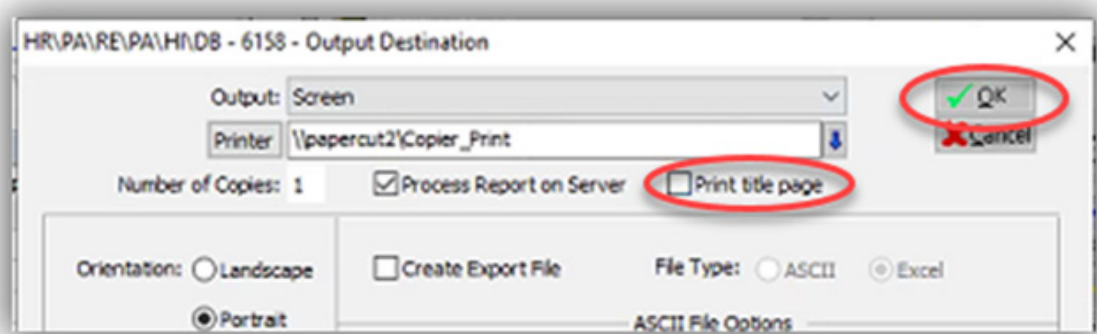 HR\PA\RE\PA\HI\DB - 6158 - Output Destination
Output: Screen OK
Printer \\papercut2\Copier_Print Cancel
Number of Copies: 1 Process Report on Server Print title page
Orientation: Landscape Create Export File File Type: ASCII Excel
Portrait ASCII File Options